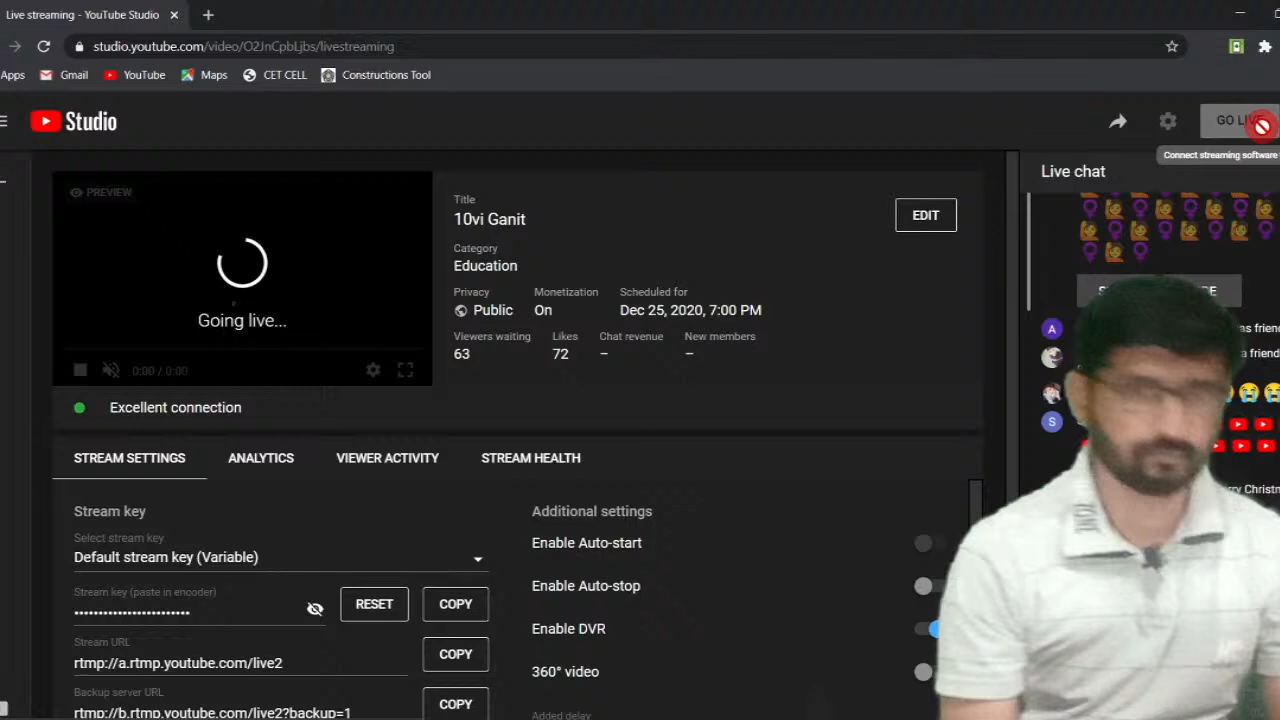 Live streaming - YouTube Studio
studio.youtube.com/video/O2JnCpbLjbs/livestreaming
Apps Gmail YouTube Maps CET CELL Constructions Tool
Studio
GO LIVE
Connect streaming software
PREVIEW
Going live...
0:00 / 0:00
Excellent connection
Title
10vi Ganit
EDIT
Category
Education
Privacy Monetization Scheduled for
Public On Dec 25, 2020, 7:00 PM
Viewers waiting Likes Chat revenue New members
63 72 – –
Live chat
A
S
STREAM SETTINGS ANALYTICS VIEWER ACTIVITY STREAM HEALTH
Stream key
Select stream key
Default stream key (Variable)
Stream key (paste in encoder)
RESET COPY
Stream URL
rtmp://a.rtmp.youtube.com/live2
COPY
Backup server URL
rtmp://b.rtmp.youtube.com/live2?backup=1
COPY
Additional settings
Enable Auto-start
Enable Auto-stop
Enable DVR
360° video
Added delay